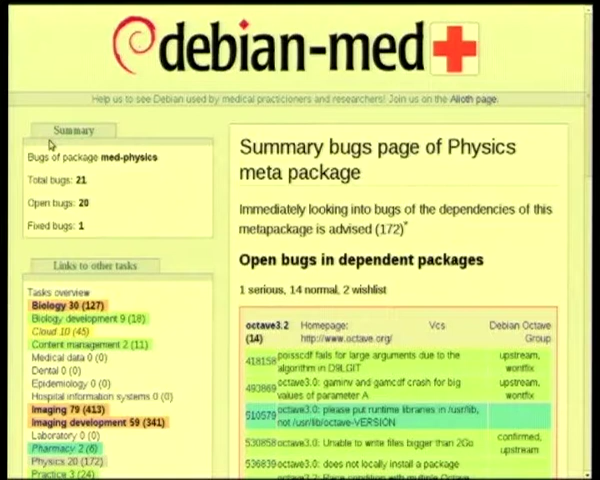 debian-med
Help us to see Debian used by medical practicioners and researchers! Join us on the Alioth page.
Summary
Bugs of package med-physics
Total bugs: 21
Open bugs: 20
Fixed bugs: 1
Links to other tasks
Tasks overview
Biology 30 (127)
Biology development 9 (18)
Cloud 10 (45)
Content management 2 (11)
Medical data 0 (0)
Dental 0 (0)
Epidemiology 0 (0)
Hospital information systems 0 (0)
Imaging 79 (413)
Imaging development 59 (341)
Laboratory 0 (0)
Pharmacy 2 (6)
Physics 20 (172)
Practice 3 (24)
Summary bugs page of Physics
meta package
Immediately looking into bugs of the dependencies of this
metapackage is advised (172)*
Open bugs in dependent packages
1 serious, 14 normal, 2 wishlist
octave3.2 (14) Homepage: http://www.octave.org/ Vcs Debian Octave Group
418158 poisscdf fails for large arguments due to the algorithm in D9LGIT upstream, wontfix
493869 octave3.0: gaminv and gamcdf crash for big values of parameter A upstream, wontfix
510579 octave3.0: please put runtime libraries in /usr/lib, not /usr/lib/octave-VERSION
530858 octave3.0: Unable to write files bigger than 2Go confirmed, upstream
536839 octave3.0: does not locally install a package